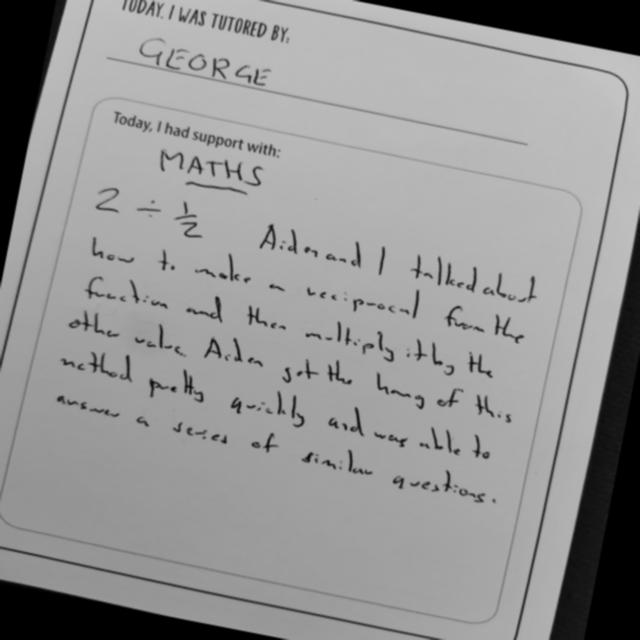 TODAY, I WAS TUTORED BY:
GEORGE
Today, I had support with:
MATHS
2 ÷ 1/2 Aiden and I talked about
how to make a reciprocal from the
fraction and then multiply it by the
other value. Aiden got the hang of this
method pretty quickly and was able to
answer a series of similar questions.